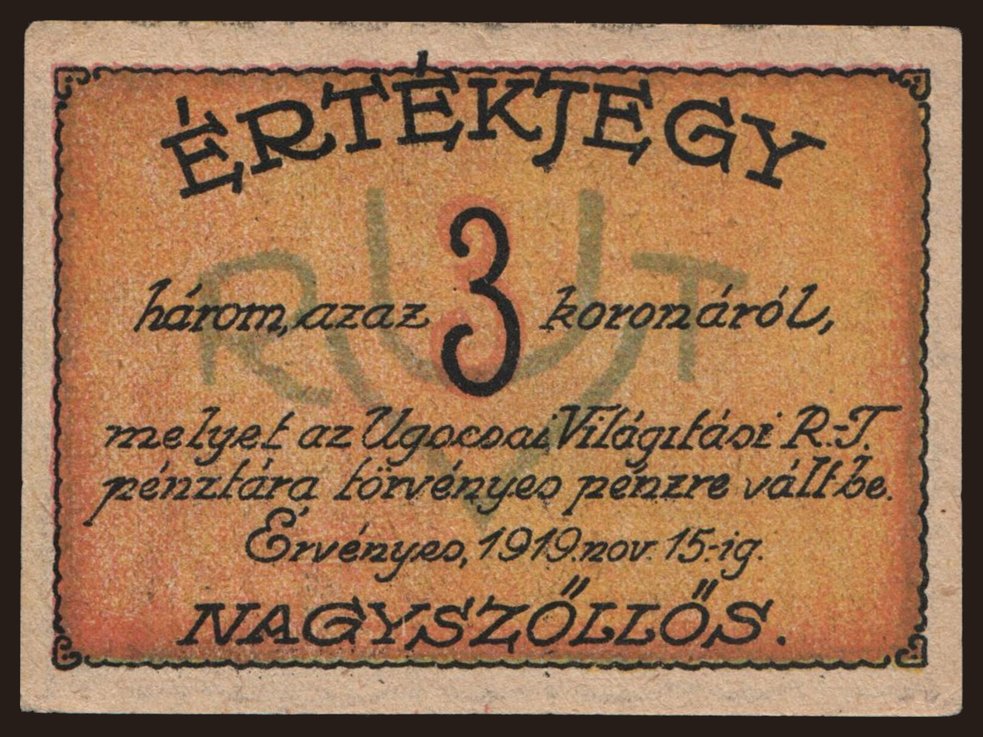 ÉRTÉKJEGY
három, azaz 3 koronáról,
melyet az Ugocsai Világítási R.-T.
pénztára törvényes pénzre vált be.
Érvényes, 1919. nov. 15.-ig.
NAGYSZŐLLŐS.
R U T
V